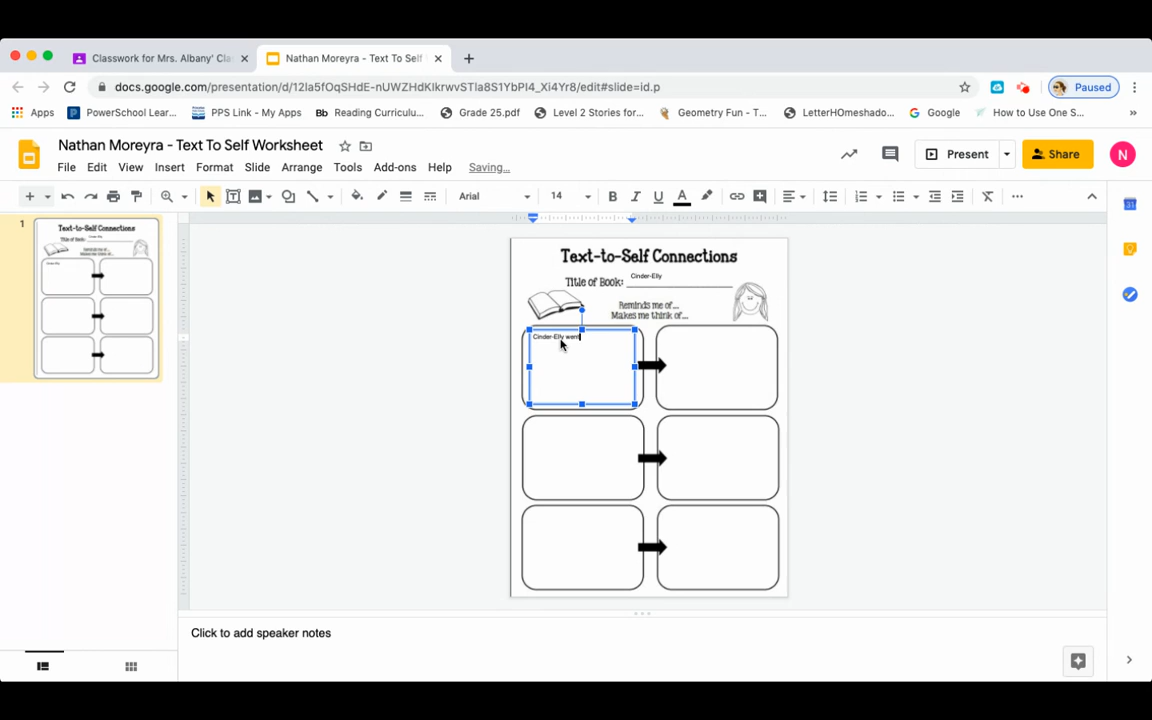 Classwork for Mrs. Albany' Cla
Nathan Moreyra - Text To Self
docs.google.com/presentation/d/12Ia5fOqSHdE-nUWZHdKIkrwvSTIa8S1YbPI4_Xi4Yr8/edit#slide=id.p
Paused
Apps
PowerSchool Lear...
PPS Link - My Apps
Bb Reading Curriculu...
Grade 25.pdf
Level 2 Stories for...
Geometry Fun - T...
LetterHOmeshado...
Google
How to Use One S...
Nathan Moreyra - Text To Self Worksheet
Present
Share
N
File Edit View Insert Format Slide Arrange Tools Add-ons Help Saving...
Arial 14 B I U A
1
Text-to-Self Connections
Title of Book: Cinder-Elly
Reminds me of...
Makes me think of...
Cinder-Elly went
Click to add speaker notes